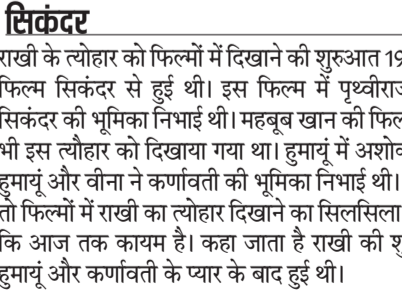 सिकंदर
राखी के त्योहार को फिल्मों में दिखाने की शुरुआत 19
फिल्म सिकंदर से हुई थी। इस फिल्म में पृथ्वीराज
सिकंदर की भूमिका निभाई थी। महबूब खान की फिल
भी इस त्यौहार को दिखाया गया था। हुमायूं में अशोक
हुमायूं और वीना ने कर्णावती की भूमिका निभाई थी।
तो फिल्मों में राखी का त्योहार दिखाने का सिलसिला
कि आज तक कायम है। कहा जाता है राखी की
हुमायूं और कर्णावती के प्यार के बाद हुई थी।